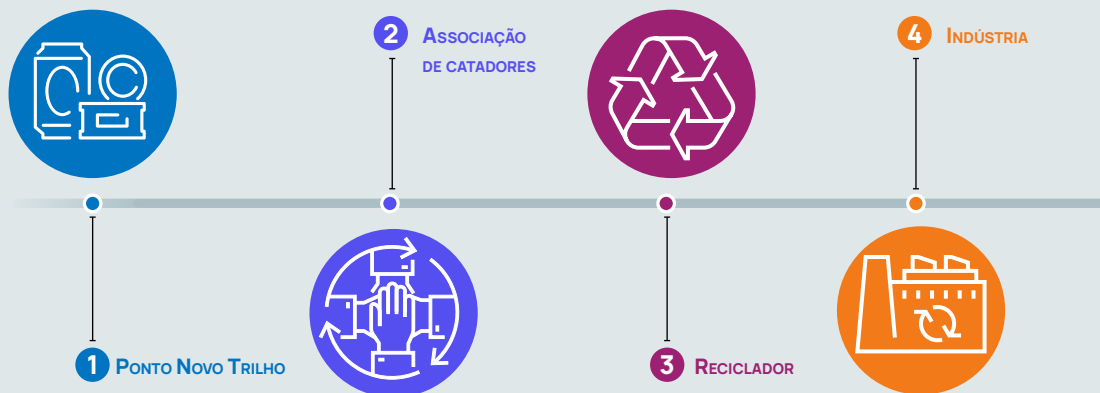 1 Ponto Novo Trilho
2 Associação
de catadores
3 Reciclador
4 Indústria